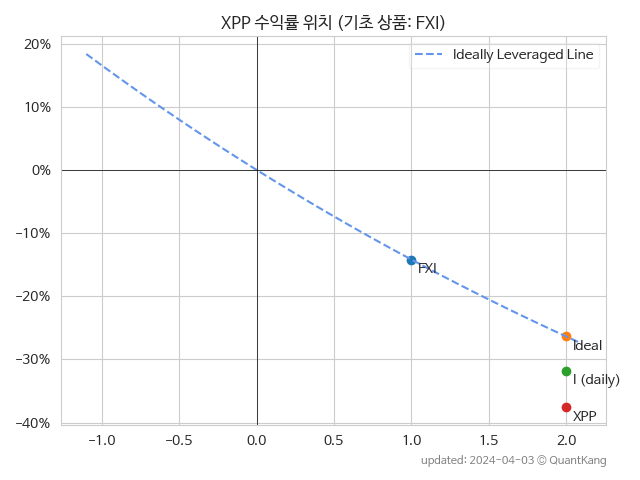 XPP 수익률 위치 (기초 상품: FXI)
20%
10%
0%
−10%
−20%
−30%
−40%
Ideally Leveraged Line
FXI
Ideal
I (daily)
XPP
−1.0 −0.5 0.0 0.5 1.0 1.5 2.0
updated: 2024-04-03 © QuantKang